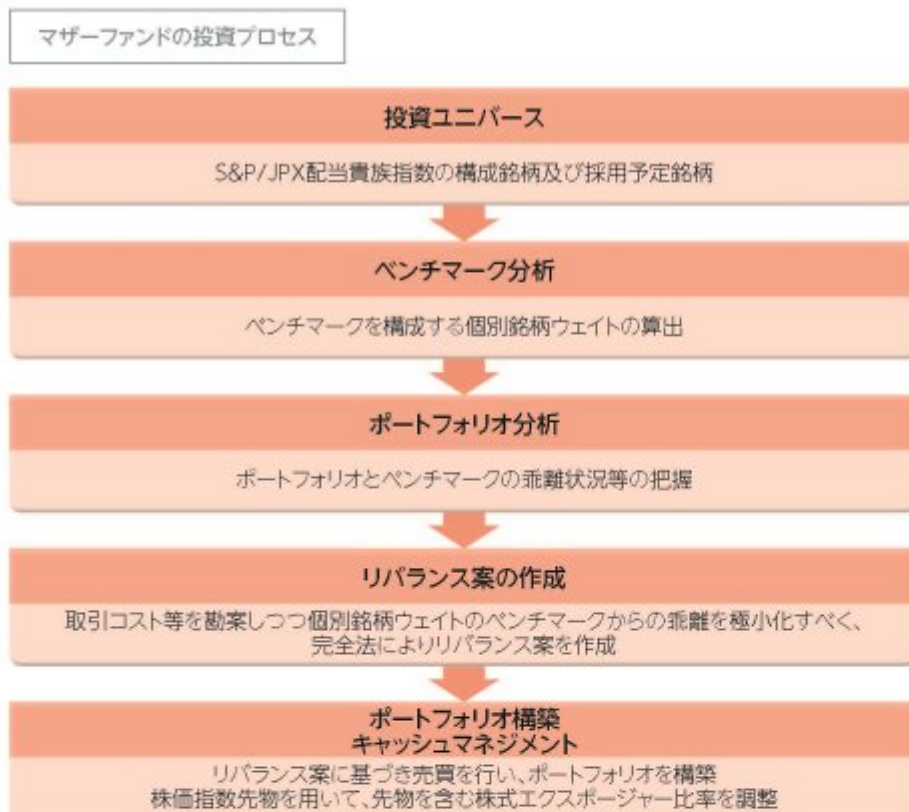 マザーファンドの投資プロセス
投資ユニバース
S&P/JPX配当貴族指数の構成銘柄及び採用予定銘柄
ベンチマーク分析
ベンチマークを構成する個別銘柄ウェイトの算出
ポートフォリオ分析
ポートフォリオとベンチマークの乖離状況等の把握
リバランス案の作成
取引コスト等を勘案しつつ個別銘柄ウェイトのベンチマークからの乖離を極小化すべく、
完全法によりリバランス案を作成
ポートフォリオ構築
キャッシュマネジメント
リバランス案に基づき売買を行い、ポートフォリオを構築
株価指数先物を用いて、先物を含む株式エクスポージャー比率を調整